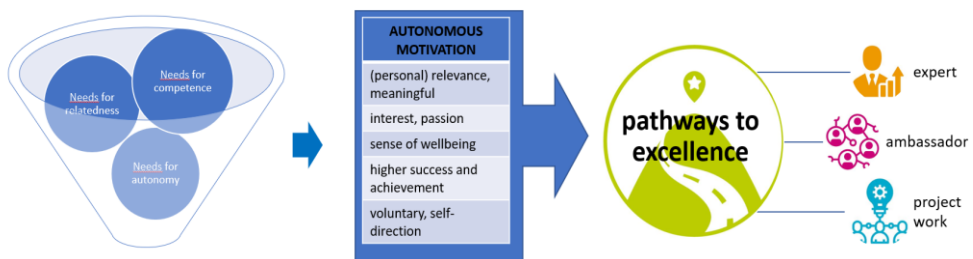 Needs for
relatedness
Needs for
competence
Needs for
autonomy
AUTONOMOUS
MOTIVATION
(personal) relevance,
meaningful
interest, passion
sense of wellbeing
higher success and
achievement
voluntary, self-
direction
pathways to
excellence
expert
ambassador
project
work